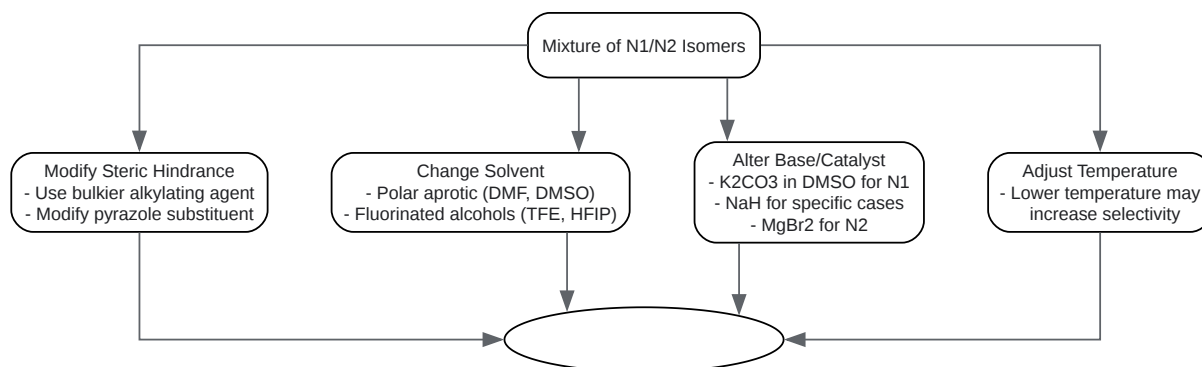 Mixture of N1/N2 Isomers
Modify Steric Hindrance
- Use bulkier alkylating agent
- Modify pyrazole substituent
Change Solvent
- Polar aprotic (DMF, DMSO)
- Fluorinated alcohols (TFE, HFIP)
Alter Base/Catalyst
- K2CO3 in DMSO for N1
- NaH for specific cases
- MgBr2 for N2
Adjust Temperature
- Lower temperature may
increase selectivity